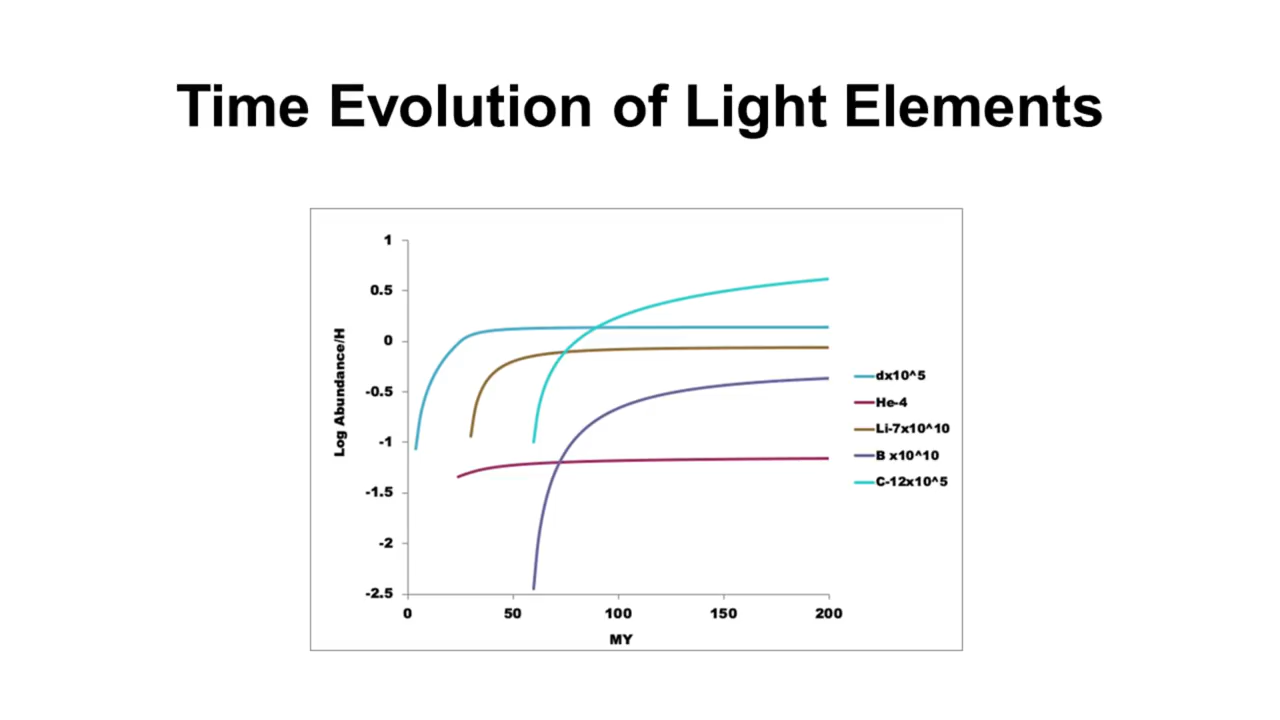 Time Evolution of Light Elements
1
0.5
0
-0.5
-1
-1.5
-2
-2.5
Log Abundance/H
0 50 100 150 200
MY
dx10^5
He-4
Li-7x10^10
B x10^10
C-12x10^5